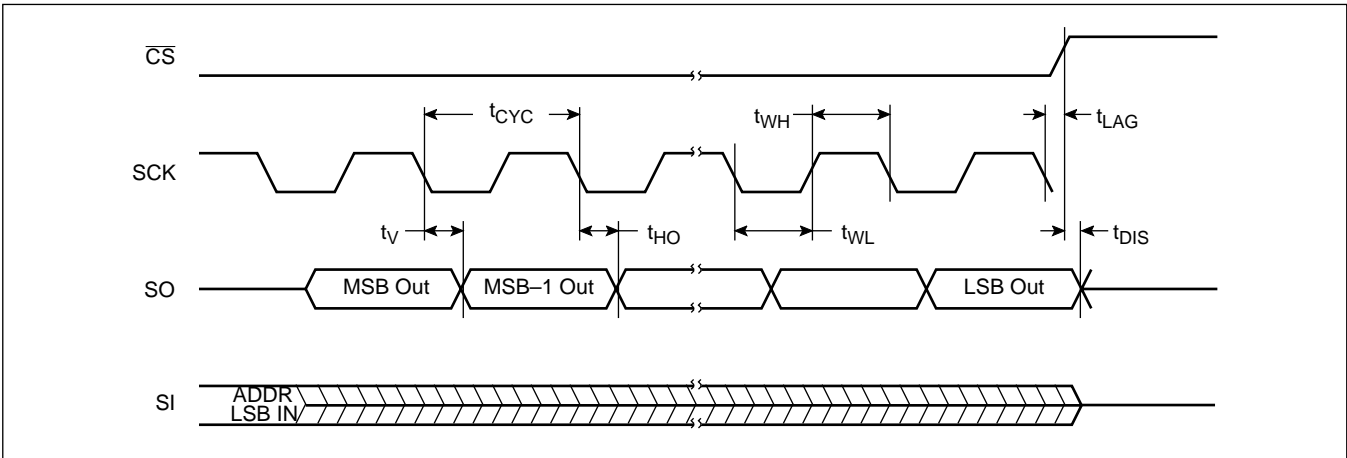 CS
tCYC
tWH
tLAG
SCK
tV
tHO
tWL
tDIS
SO
MSB Out
MSB–1 Out
LSB Out
SI
ADDR
LSB IN